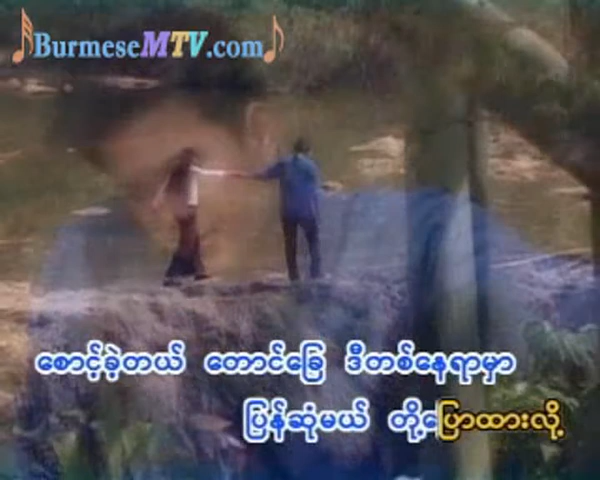 BurmeseMTV.com
စောင့်ခဲ့တယ် တောင်ခြေ ဒီတစ်နေရာမှာ
ပြန်ဆုံမယ် တို့ပြောထားလို့